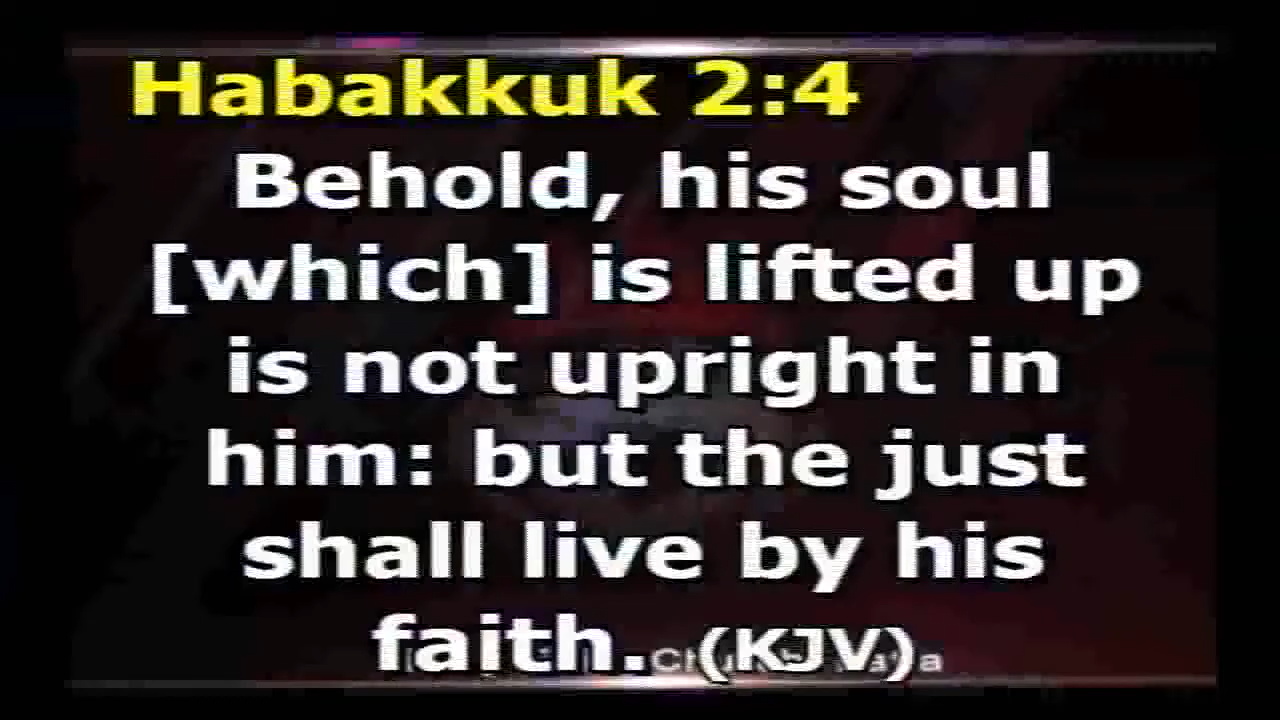 Habakkuk 2:4
Behold, his soul
[which] is lifted up
is not upright in
him: but the just
shall live by his
faith. (KJV)